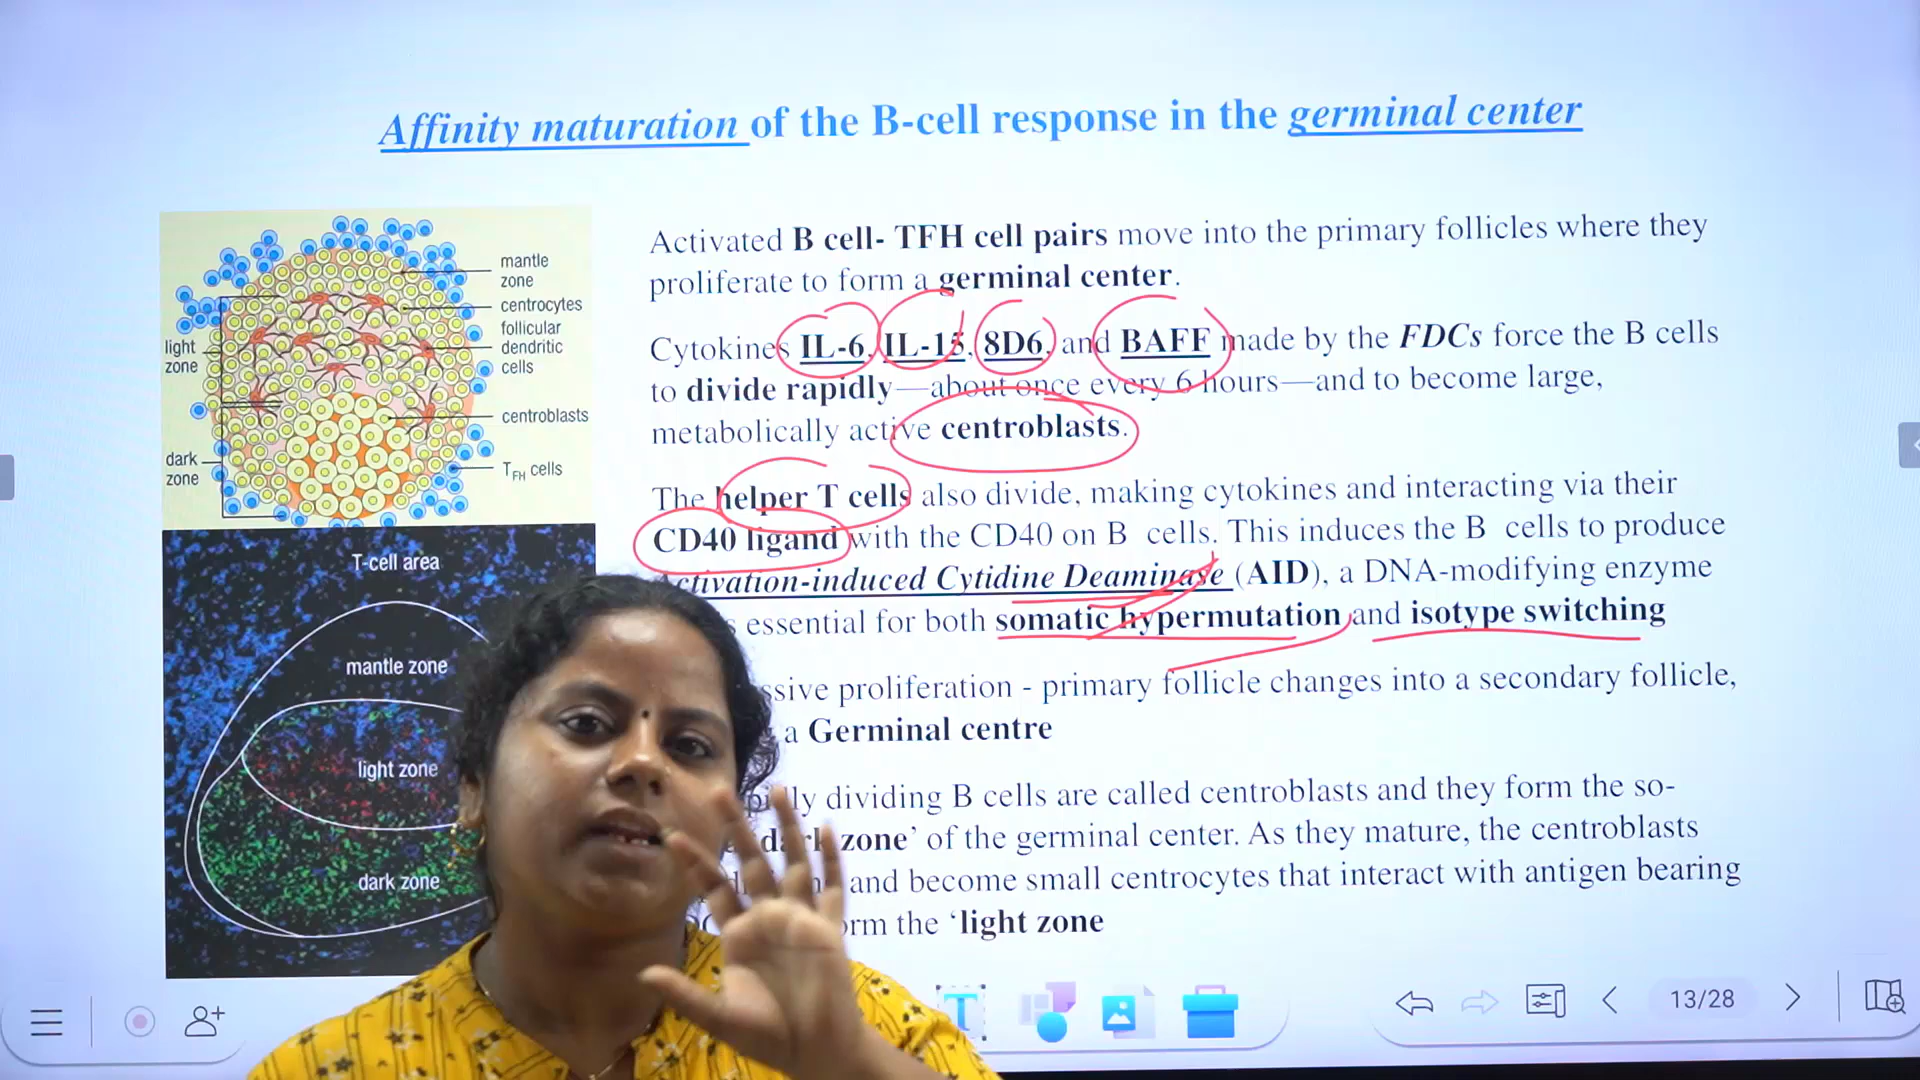 Affinity maturation of the B-cell response in the germinal center
mantle
zone
centrocytes
follicular
dendritic
cells
light
zone
centroblasts
dark
zone
TFH cells
T-cell area
mantle zone
light zone
dark zone
Activated B cell- TFH cell pairs move into the primary follicles where they
proliferate to form a germinal center.
Cytokines IL-6, IL-15, 8D6, and BAFF made by the FDCs force the B cells
to divide rapidly—about once every 6 hours—and to become large,
metabolically active centroblasts.
The helper T cells also divide, making cytokines and interacting via their
CD40 ligand with the CD40 on B cells. This induces the B cells to produce
Activation-induced Cytidine Deaminase (AID), a DNA-modifying enzyme
essential for both somatic hypermutation and isotype switching
proliferation - primary follicle changes into a secondary follicle,
a Germinal centre
dividing B cells are called centroblasts and they form the so-
dark zone’ of the germinal center. As they mature, the centroblasts
and become small centrocytes that interact with antigen bearing
the ‘light zone
13/28